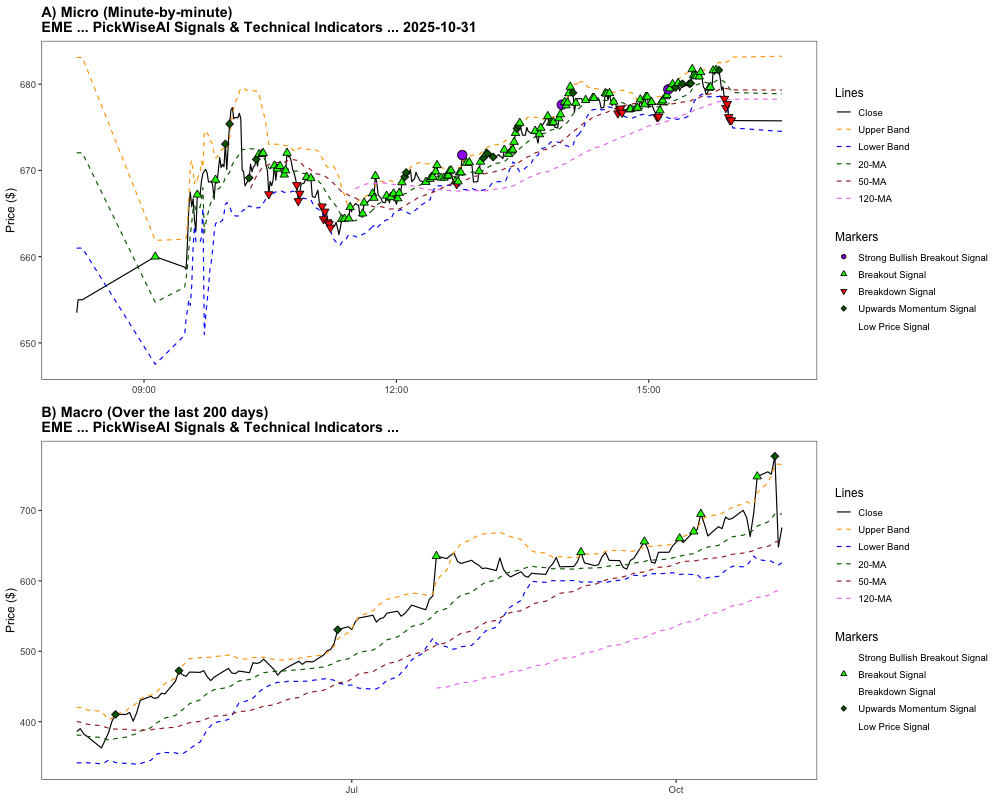 A) Micro (Minute-by-minute)
EME ... PickWiseAI Signals & Technical Indicators ... 2025-10-31
Price ($)
680
670
660
650
09:00
12:00
15:00
Lines
Close
Upper Band
Lower Band
20-MA
50-MA
120-MA
Markers
Strong Bullish Breakout Signal
Breakout Signal
Breakdown Signal
Upwards Momentum Signal
Low Price Signal
B) Macro (Over the last 200 days)
EME ... PickWiseAI Signals & Technical Indicators ...
Price ($)
700
600
500
400
Jul
Oct
Lines
Close
Upper Band
Lower Band
20-MA
50-MA
120-MA
Markers
Strong Bullish Breakout Signal
Breakout Signal
Breakdown Signal
Upwards Momentum Signal
Low Price Signal